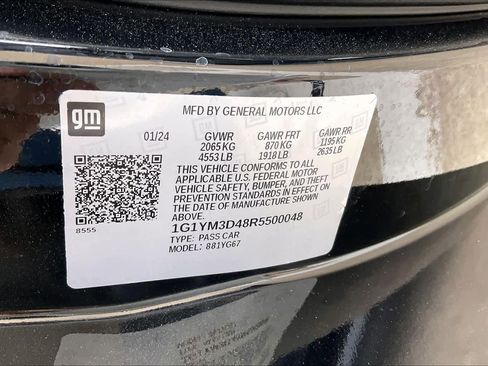 gm
MFD BY GENERAL MOTORS LLC
01/24 GVWR GAWR FRT GAWR RR
2065 KG 870 KG 1195 KG
4553 LB 1918 LB 2635 LB
THIS VEHICLE CONFORMS TO ALL
APPLICABLE U.S. FEDERAL MOTOR
VEHICLE SAFETY, BUMPER, AND THEFT
PREVENTION STANDARDS IN EFFECT ON
THE DATE OF MANUFACTURE SHOWN
ABOVE.
1G1YM3D48R5500048
TYPE: PASS CAR
MODEL: 881YG67
8555